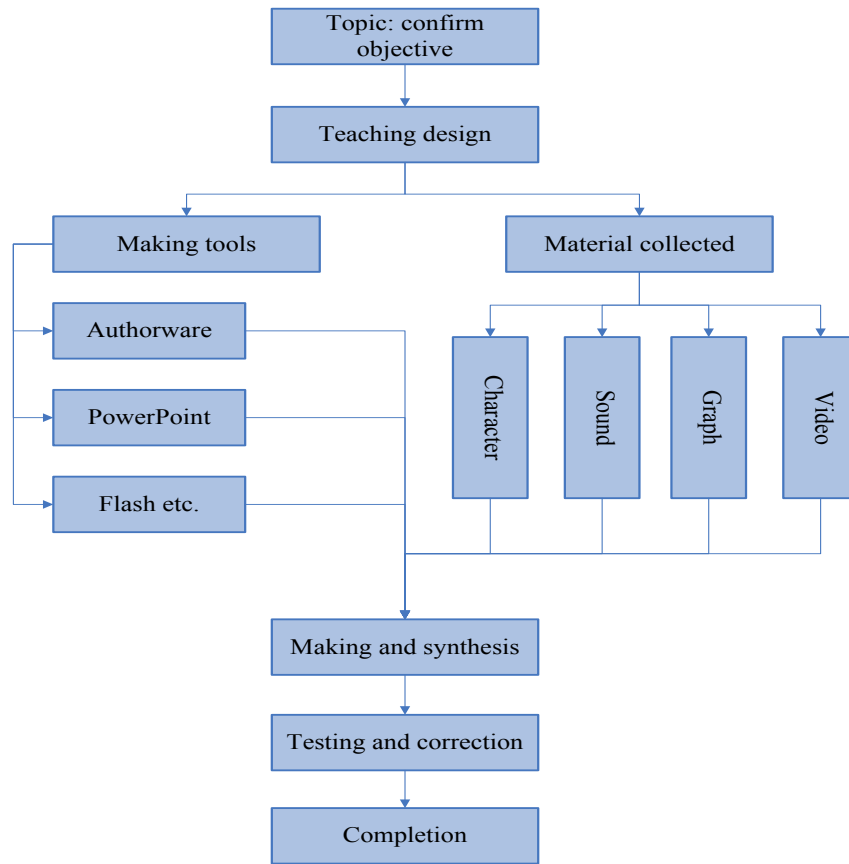 Topic: confirm
objective
Teaching design
Making tools
Material collected
Authorware
PowerPoint
Flash etc.
Character
Sound
Graph
Video
Making and synthesis
Testing and correction
Completion